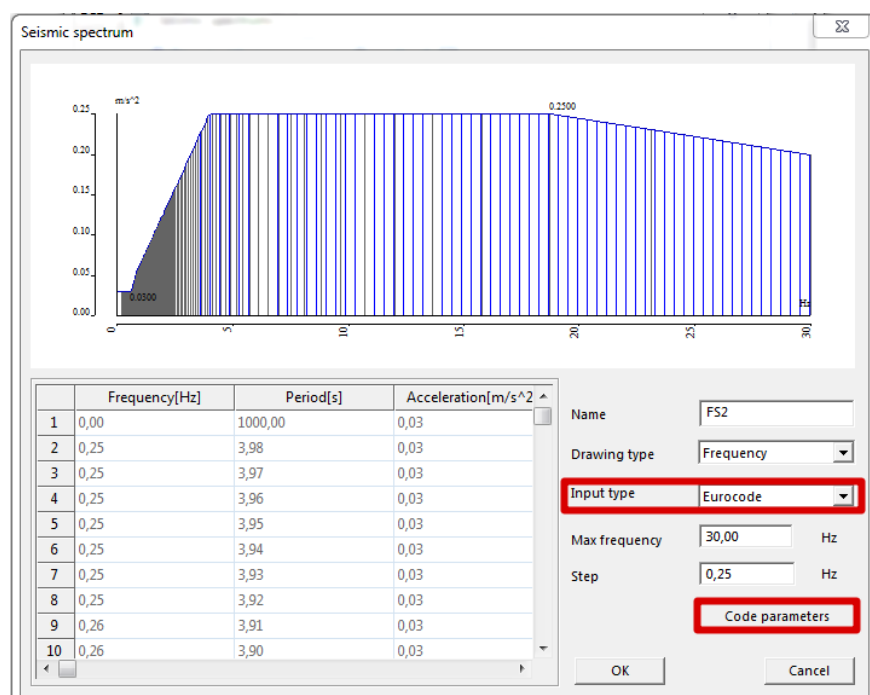 Seismic spectrum
m/s^2
0.25
0.2500
0.20
0.15
0.10
0.05
0.0300
0.00
Hz
0. 5. 10. 15. 20. 25. 30.
Frequency[Hz] Period[s] Acceleration[m/s^2
1 0,00 1000,00 0,03
2 0,25 3,98 0,03
3 0,25 3,97 0,03
4 0,25 3,96 0,03
5 0,25 3,95 0,03
6 0,25 3,94 0,03
7 0,25 3,93 0,03
8 0,25 3,92 0,03
9 0,26 3,91 0,03
10 0,26 3,90 0,03
Name FS2
Drawing type Frequency
Input type Eurocode
Max frequency 30,00 Hz
Step 0,25 Hz
Code parameters
OK Cancel